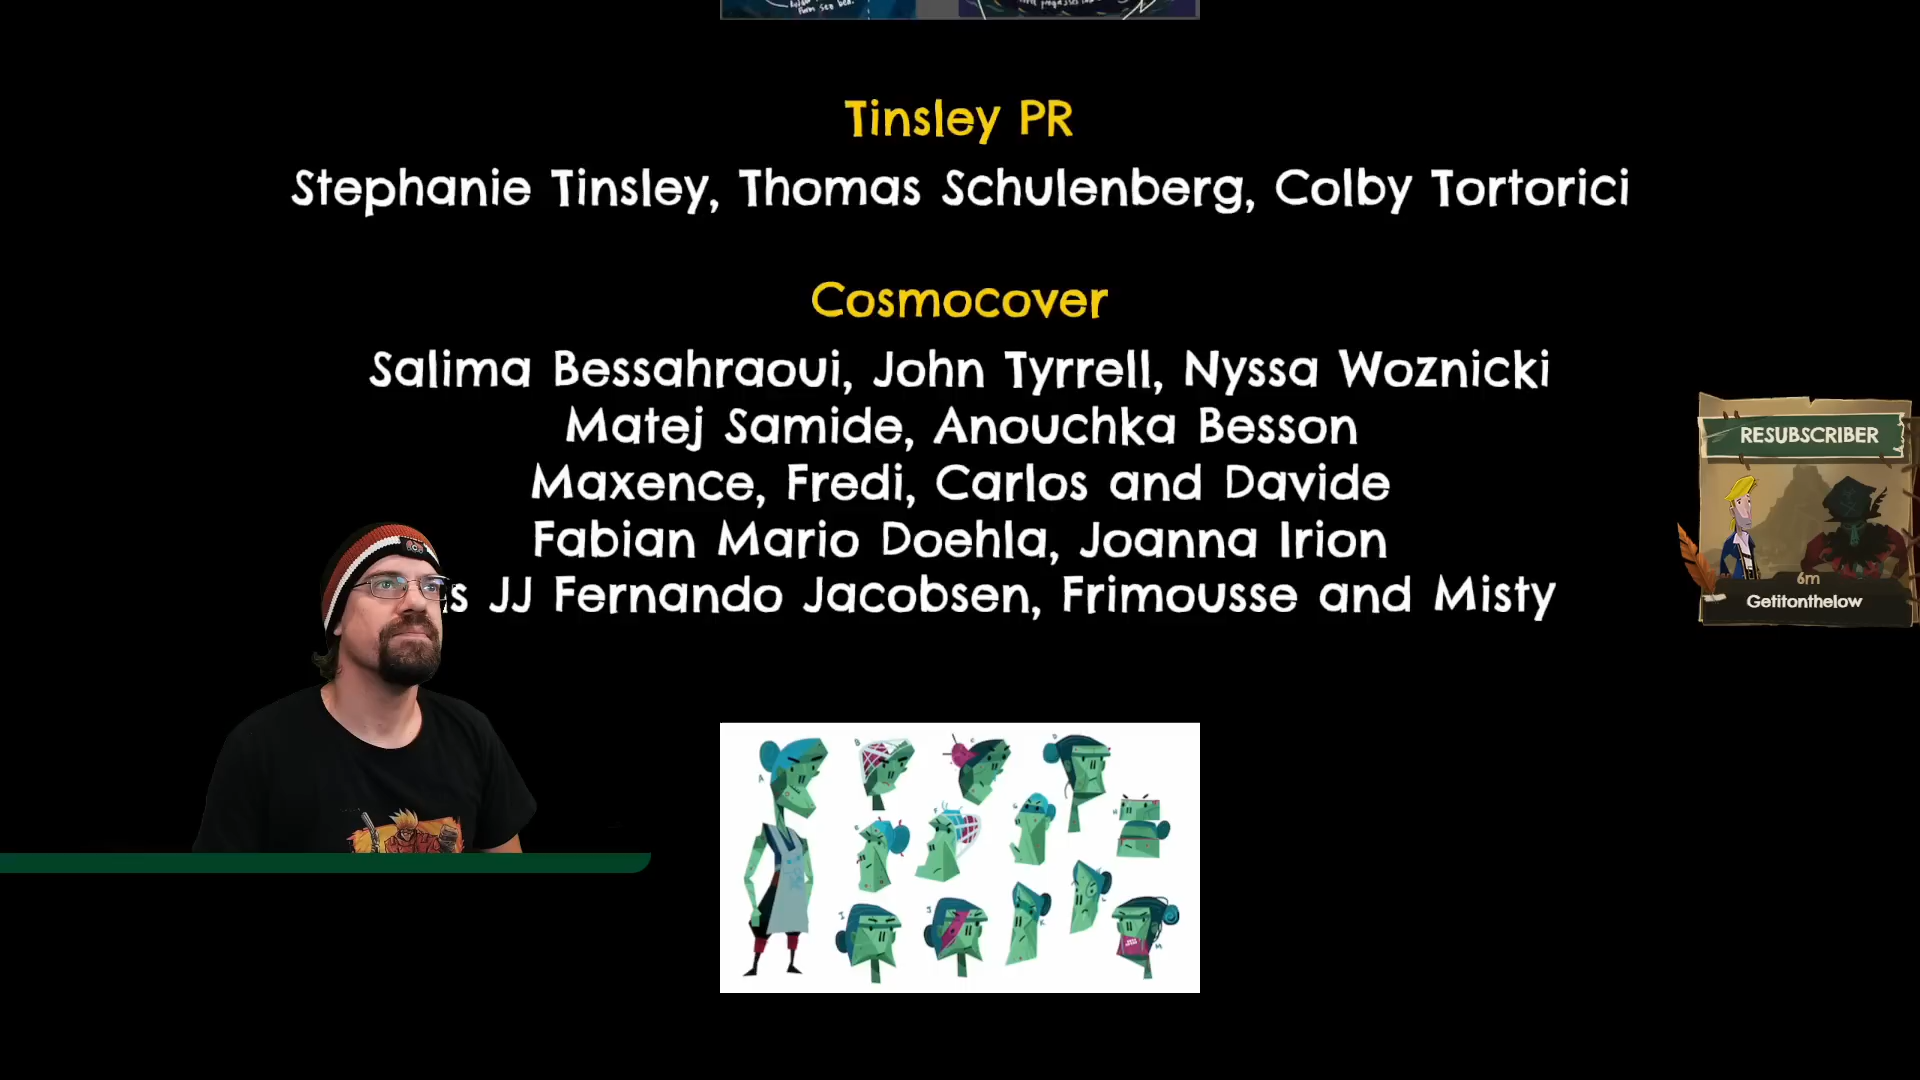 Tinsley PR
Stephanie Tinsley, Thomas Schulenberg, Colby Tortorici
Cosmocover
Salima Bessahraoui, John Tyrrell, Nyssa Woznicki
Matej Samide, Anouchka Besson
Maxence, Fredi, Carlos and Davide
Fabian Mario Doehla, Joanna Irion
JJ Fernando Jacobsen, Frimousse and Misty
RESUBSCRIBER
6m
Getitonthelow